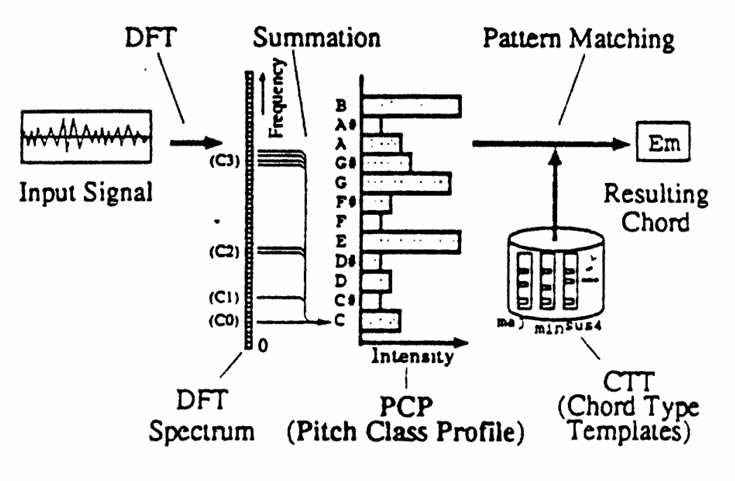 DFT
Summation
Pattern Matching
Frequency
B
A#
A
G#
G
F#
F
E
D#
D
C#
C
(C3)
(C2)
(C1)
(C0)
0
Input Signal
Em
Resulting
Chord
maj
min
sus4
Intensity
DFT
Spectrum
PCP
(Pitch Class Profile)
CTT
(Chord Type
Templates)